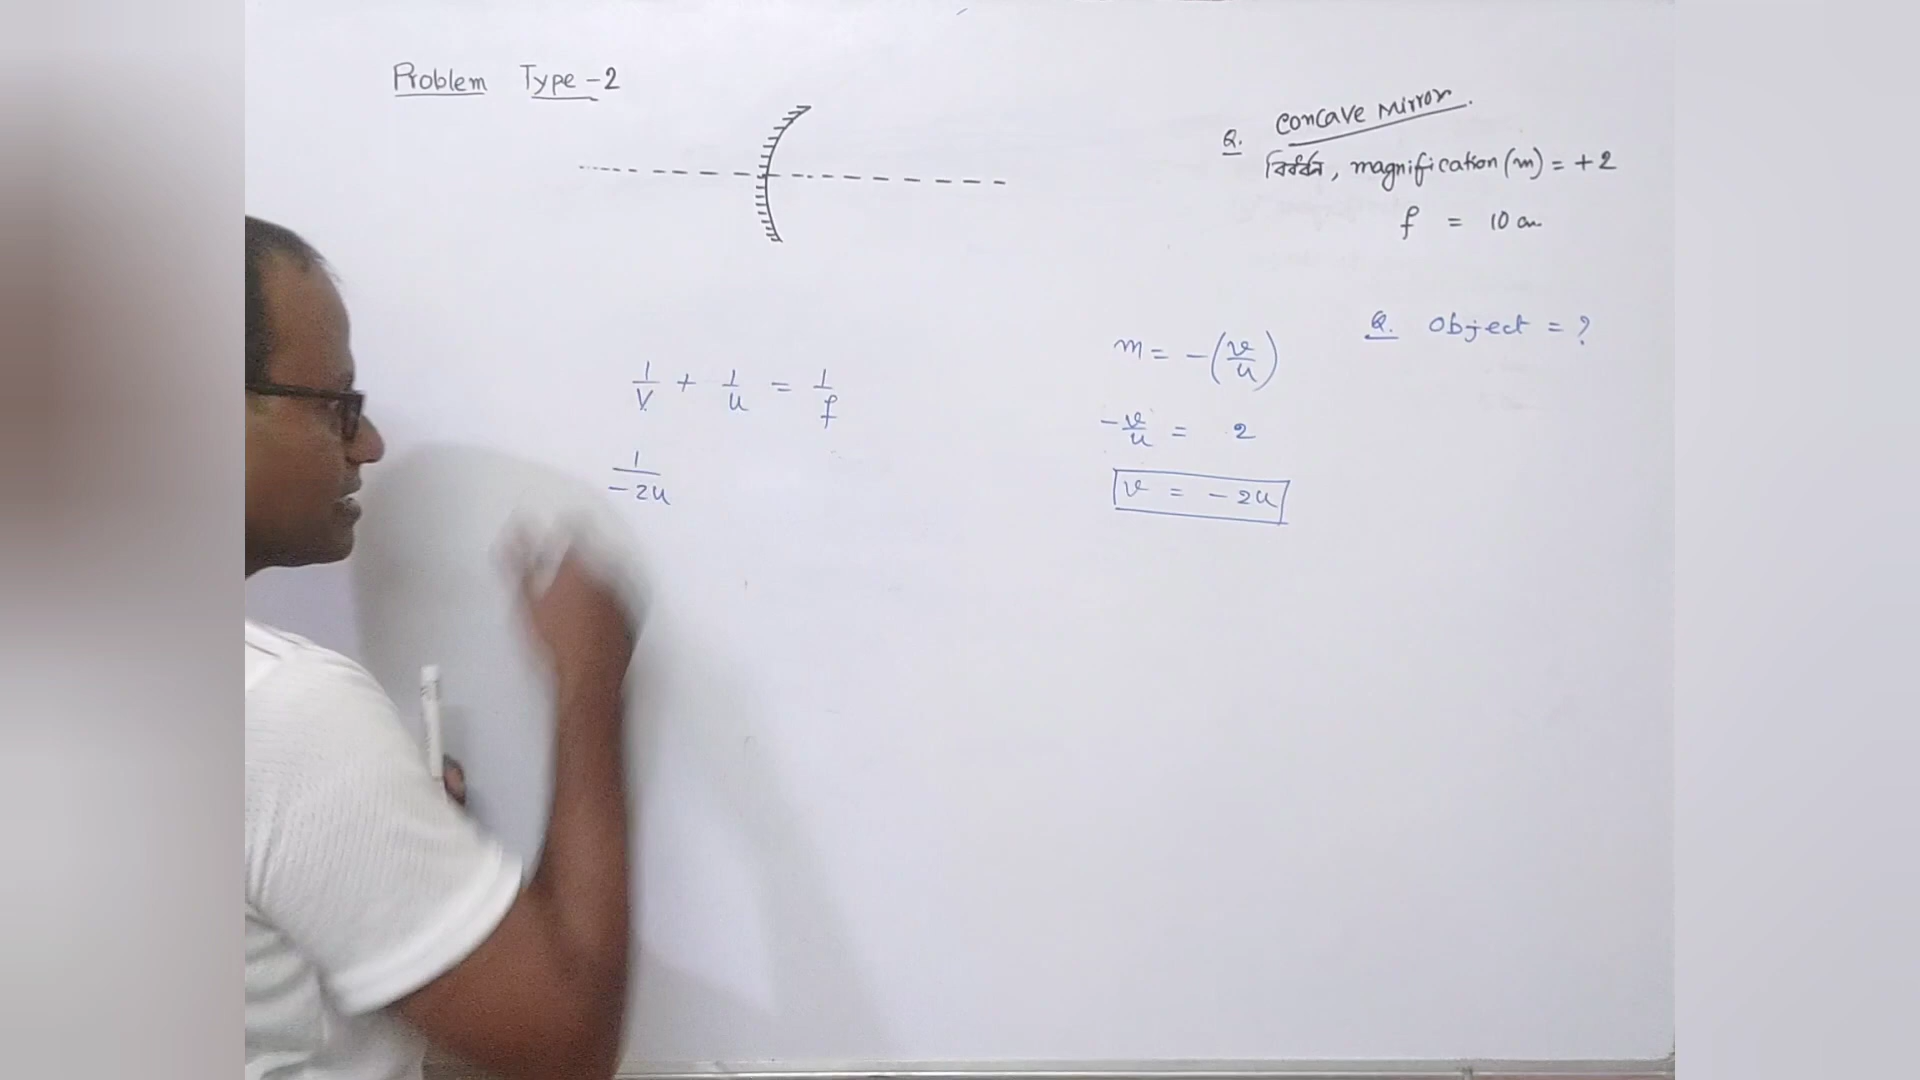 Problem Type - 2
Q. Concave Mirror.
বিবর্ধন, magnification (m) = + 2
f = 10 cm
Q. Object = ?
m = - (v/u)
- v/u = 2
v = - 2u
1/v + 1/u = 1/f
1/-2u